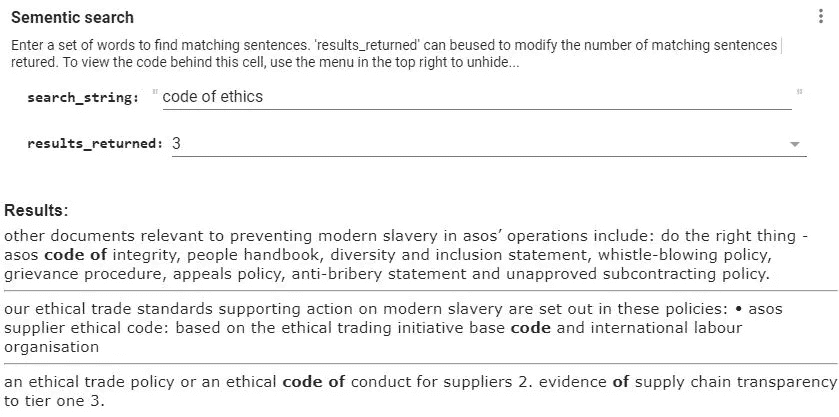 Sementic search
Enter a set of words to find matching sentences. 'results_returned' can beused to modify the number of matching sentences
retured. To view the code behind this cell, use the menu in the top right to unhide...
search_string: " code of ethics "
results_returned: 3
Results:
other documents relevant to preventing modern slavery in asos’ operations include: do the right thing -
asos code of integrity, people handbook, diversity and inclusion statement, whistle-blowing policy,
grievance procedure, appeals policy, anti-bribery statement and unapproved subcontracting policy.
our ethical trade standards supporting action on modern slavery are set out in these policies: • asos
supplier ethical code: based on the ethical trading initiative base code and international labour
organisation
an ethical trade policy or an ethical code of conduct for suppliers 2. evidence of supply chain transparency
to tier one 3.